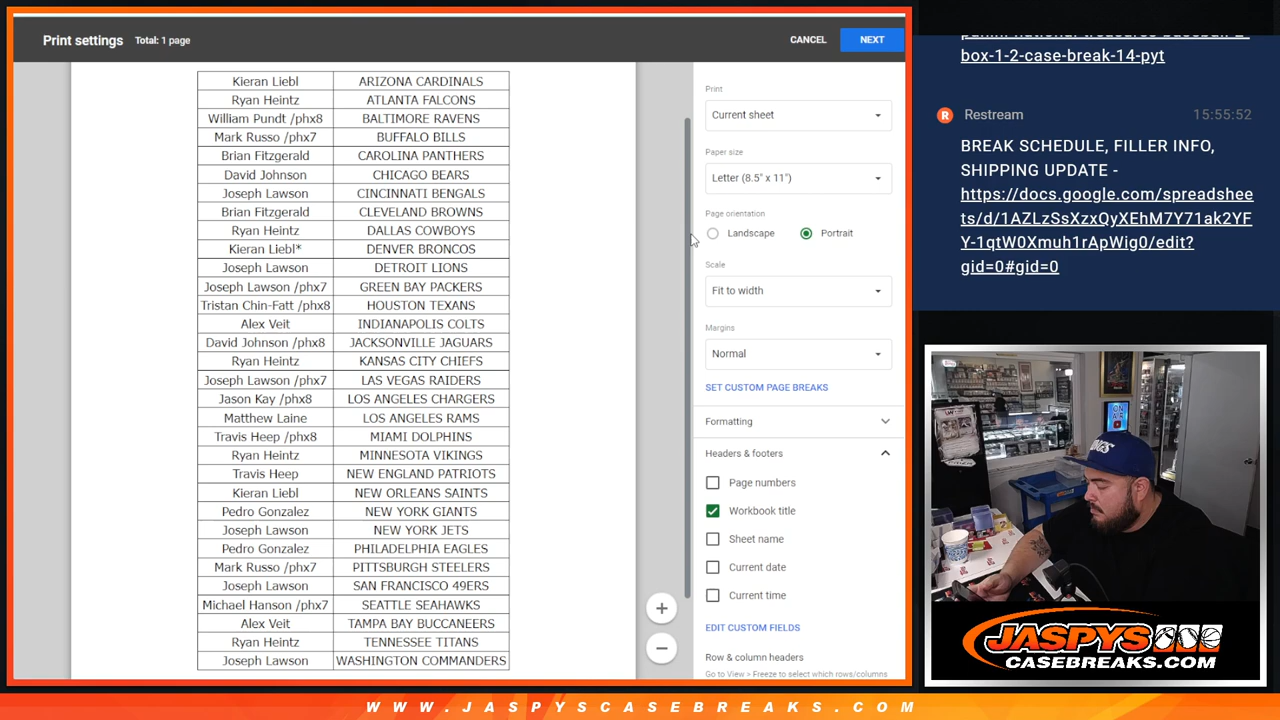 Print settings Total: 1 page CANCEL NEXT
Kieran Liebl ARIZONA CARDINALS
Ryan Heintz ATLANTA FALCONS
William Pundt /phx8 BALTIMORE RAVENS
Mark Russo /phx7 BUFFALO BILLS
Brian Fitzgerald CAROLINA PANTHERS
David Johnson CHICAGO BEARS
Joseph Lawson CINCINNATI BENGALS
Brian Fitzgerald CLEVELAND BROWNS
Ryan Heintz DALLAS COWBOYS
Kieran Liebl* DENVER BRONCOS
Joseph Lawson DETROIT LIONS
Joseph Lawson /phx7 GREEN BAY PACKERS
Tristan Chin-Fatt /phx8 HOUSTON TEXANS
Alex Veit INDIANAPOLIS COLTS
David Johnson /phx8 JACKSONVILLE JAGUARS
Ryan Heintz KANSAS CITY CHIEFS
Joseph Lawson /phx7 LAS VEGAS RAIDERS
Jason Kay /phx8 LOS ANGELES CHARGERS
Matthew Laine LOS ANGELES RAMS
Travis Heep /phx8 MIAMI DOLPHINS
Ryan Heintz MINNESOTA VIKINGS
Travis Heep NEW ENGLAND PATRIOTS
Kieran Liebl NEW ORLEANS SAINTS
Pedro Gonzalez NEW YORK GIANTS
Joseph Lawson NEW YORK JETS
Pedro Gonzalez PHILADELPHIA EAGLES
Mark Russo /phx7 PITTSBURGH STEELERS
Joseph Lawson SAN FRANCISCO 49ERS
Michael Hanson /phx7 SEATTLE SEAHAWKS
Alex Veit TAMPA BAY BUCCANEERS
Ryan Heintz TENNESSEE TITANS
Joseph Lawson WASHINGTON COMMANDERS
Print
Current sheet
Paper size
Letter (8.5" x 11")
Page orientation
Landscape Portrait
Scale
Fit to width
Margins
Normal
SET CUSTOM PAGE BREAKS
Formatting
Headers & footers
Page numbers
Workbook title
Sheet name
Current date
Current time
EDIT CUSTOM FIELDS
Row & column headers
Go to View > Freeze to select which rows/columns
box-1-2-case-break-14-pyt
R Restream 15:55:52
BREAK SCHEDULE, FILLER INFO,
SHIPPING UPDATE -
https://docs.google.com/spreadshee
ts/d/1AZLzSsXzxQyXEhM7Y71ak2YF
Y-1qtW0Xmuh1rApWig0/edit?
gid=0#gid=0
JASPYS
CASEBREAKS.COM
WWW.JASPYSCASEBREAKS.COM